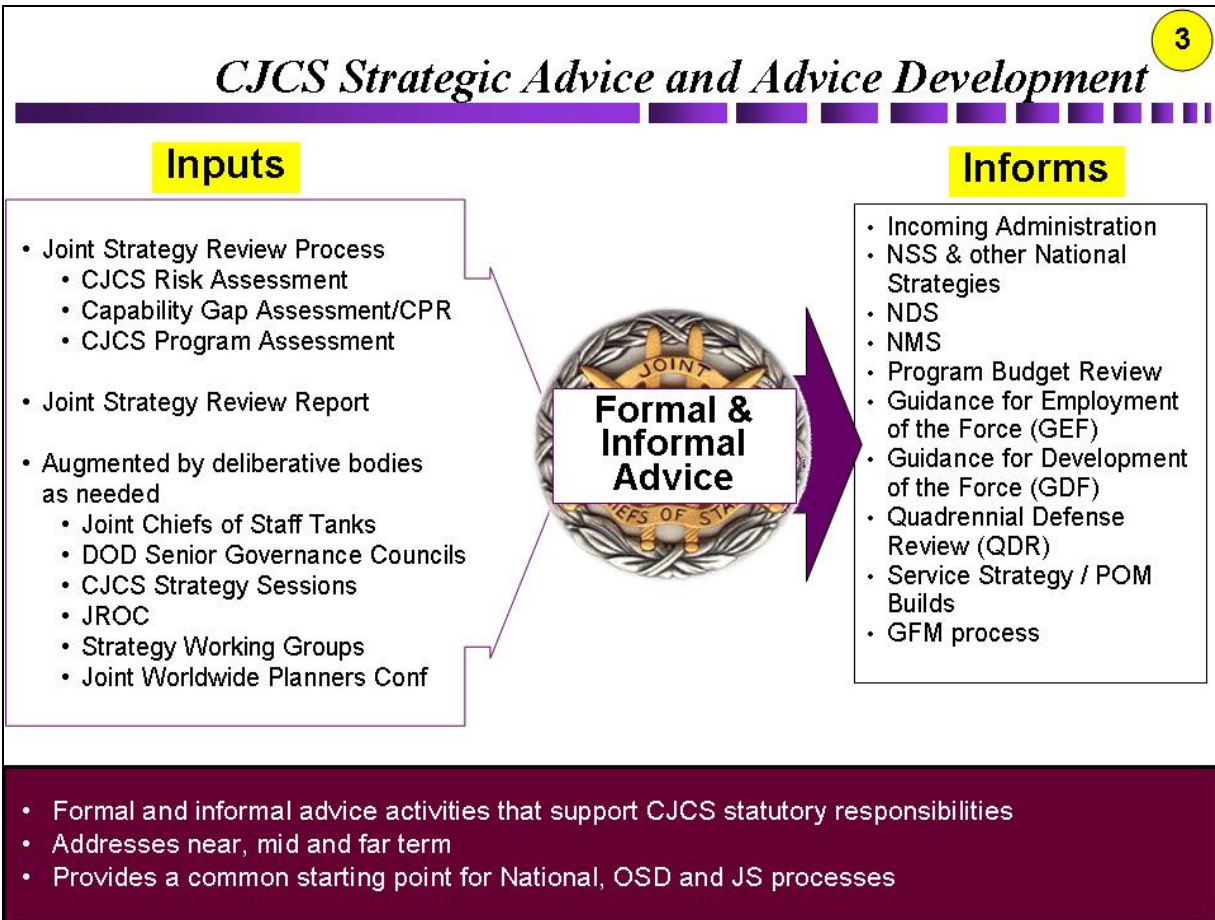 3
CJCS Strategic Advice and Advice Development
Inputs
• Joint Strategy Review Process
• CJCS Risk Assessment
• Capability Gap Assessment/CPR
• CJCS Program Assessment
• Joint Strategy Review Report
• Augmented by deliberative bodies
as needed
• Joint Chiefs of Staff Tanks
• DOD Senior Governance Councils
• CJCS Strategy Sessions
• JROC
• Strategy Working Groups
• Joint Worldwide Planners Conf
JOINT
Formal &
Informal
Advice
IEFS OF STA
Informs
• Incoming Administration
• NSS & other National
Strategies
• NDS
• NMS
• Program Budget Review
• Guidance for Employment
of the Force (GEF)
• Guidance for Development
of the Force (GDF)
• Quadrennial Defense
Review (QDR)
• Service Strategy / POM
Builds
• GFM process
• Formal and informal advice activities that support CJCS statutory responsibilities
• Addresses near, mid and far term
• Provides a common starting point for National, OSD and JS processes